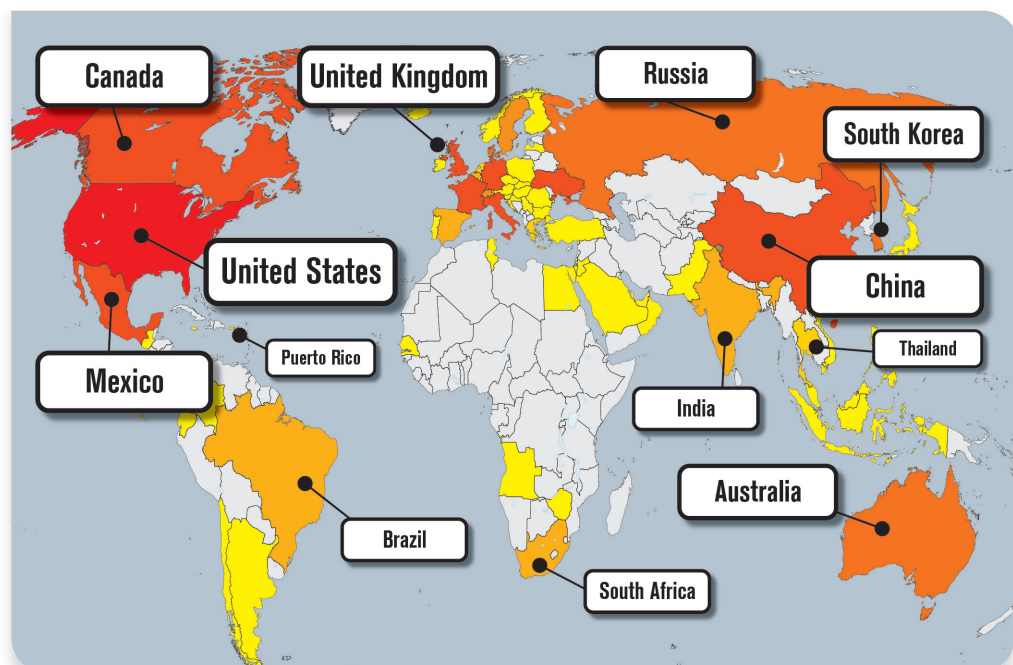 Canada
United Kingdom
Russia
South Korea
United States
China
Puerto Rico
Thailand
Mexico
India
Australia
Brazil
South Africa